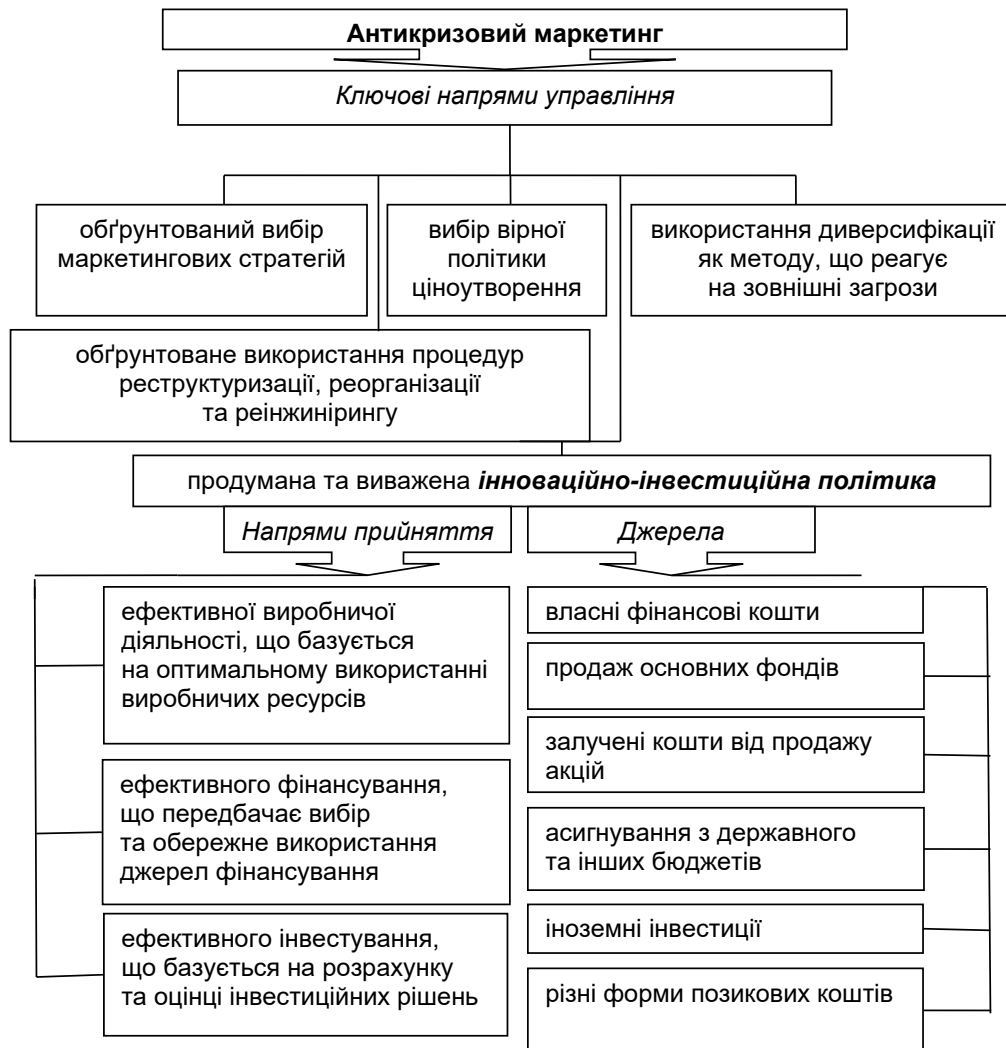 Антикризовий маркетинг
Ключові напрями управління
обґрунтований вибір
маркетингових стратегій
вибір вірної
політики
ціноутворення
використання диверсифікації
як методу, що реагує
на зовнішні загрози
обґрунтоване використання процедур
реструктуризації, реорганізації
та реінжинірингу
продумана та виважена інноваційно-інвестиційна політика
Напрями прийняття
Джерела
ефективної виробничої
діяльності, що базується
на оптимальному використанні
виробничих ресурсів
ефективного фінансування,
що передбачає вибір
та обережне використання
джерел фінансування
ефективного інвестування,
що базується на розрахунку
та оцінці інвестиційних рішень
власні фінансові кошти
продаж основних фондів
залучені кошти від продажу
акцій
асигнування з державного
та інших бюджетів
іноземні інвестиції
різні форми позикових коштів